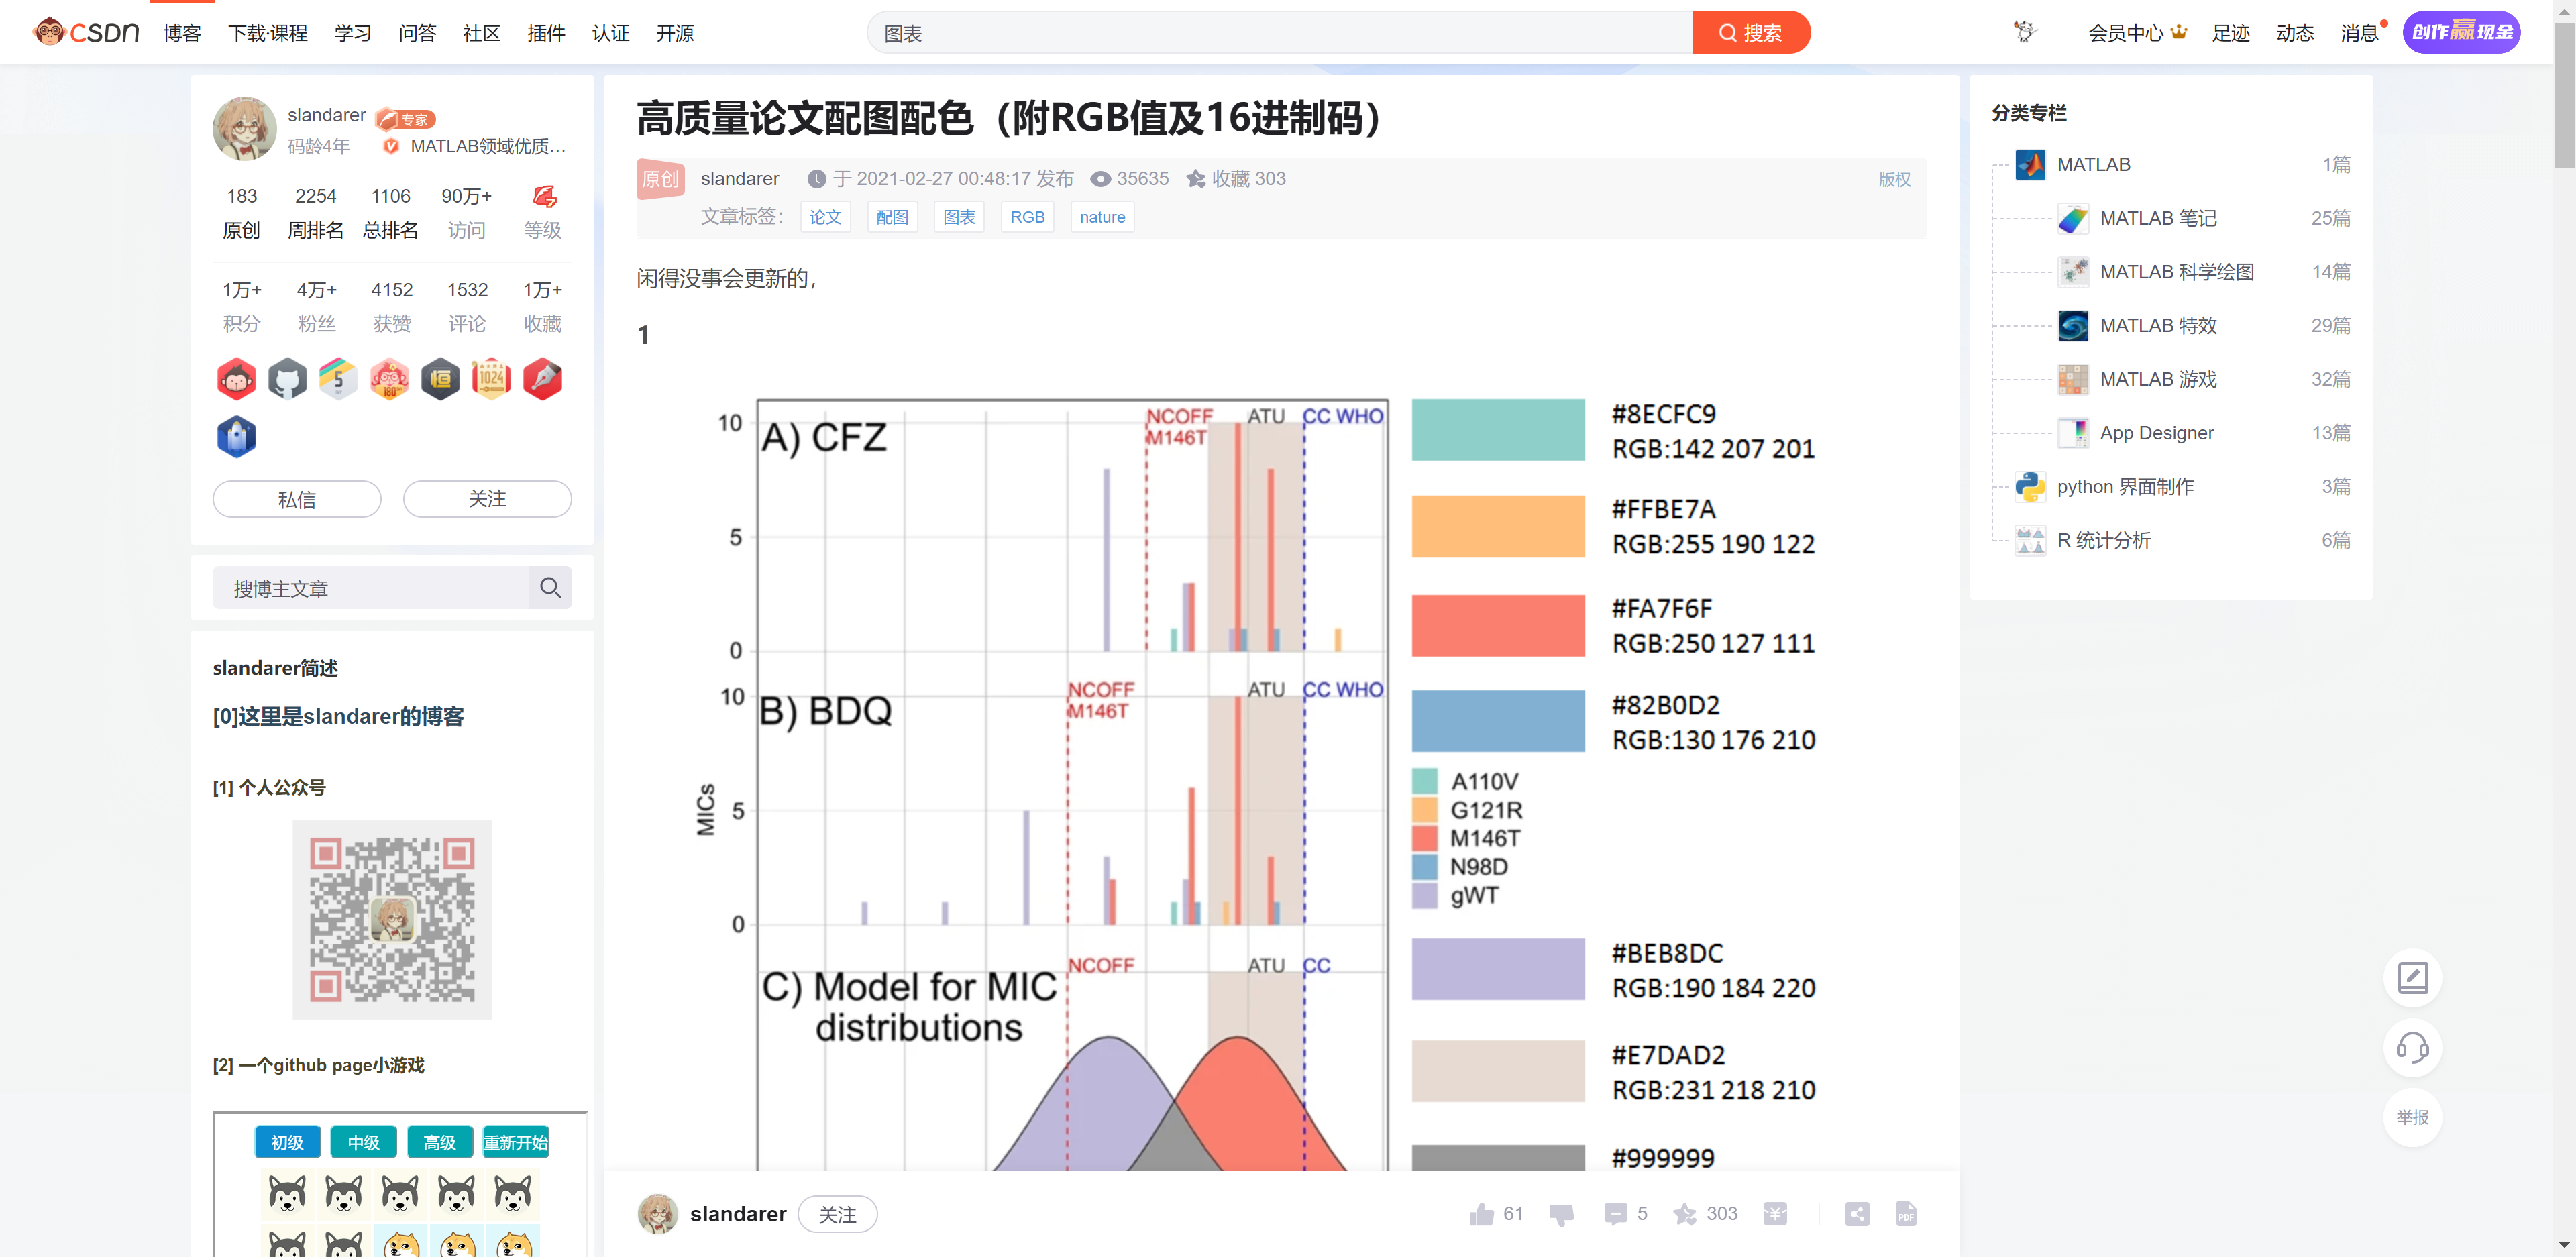 CSDN 博客 下载·课程 学习 问答 社区 插件 认证 开源 图表 搜索 会员中心 足迹 动态 消息 创作赢现金
slandarer 专家
码龄4年 MATLAB领域优质…
183 2254 1106 90万+
原创 周排名 总排名 访问 等级
1万+ 4万+ 4152 1532 1万+
积分 粉丝 获赞 评论 收藏
5 180 恒 1024
私信 关注
搜博主文章
slandarer简述
[0]这里是slandarer的博客
[1] 个人公众号
[2] 一个github page小游戏
初级 中级 高级 重新开始
高质量论文配图配色（附RGB值及16进制码）
原创 slandarer 于 2021-02-27 00:48:17 发布 35635 收藏 303 版权
文章标签： 论文 配图 图表 RGB nature
闲得没事会更新的，
1
A) CFZ
10
5
0
NCOFF
M146T
ATU
CC WHO
B) BDQ
10
5
0
MICs
NCOFF
M146T
ATU
CC WHO
C) Model for MIC
distributions
NCOFF
ATU
CC
#8ECFC9
RGB:142 207 201
#FFBE7A
RGB:255 190 122
#FA7F6F
RGB:250 127 111
#82B0D2
RGB:130 176 210
A110V
G121R
M146T
N98D
gWT
#BEB8DC
RGB:190 184 220
#E7DAD2
RGB:231 218 210
#999999
slandarer 关注 61 5 303 PDF
分类专栏
MATLAB 1篇
MATLAB 笔记 25篇
MATLAB 科学绘图 14篇
MATLAB 特效 29篇
MATLAB 游戏 32篇
App Designer 13篇
python 界面制作 3篇
R 统计分析 6篇
举报